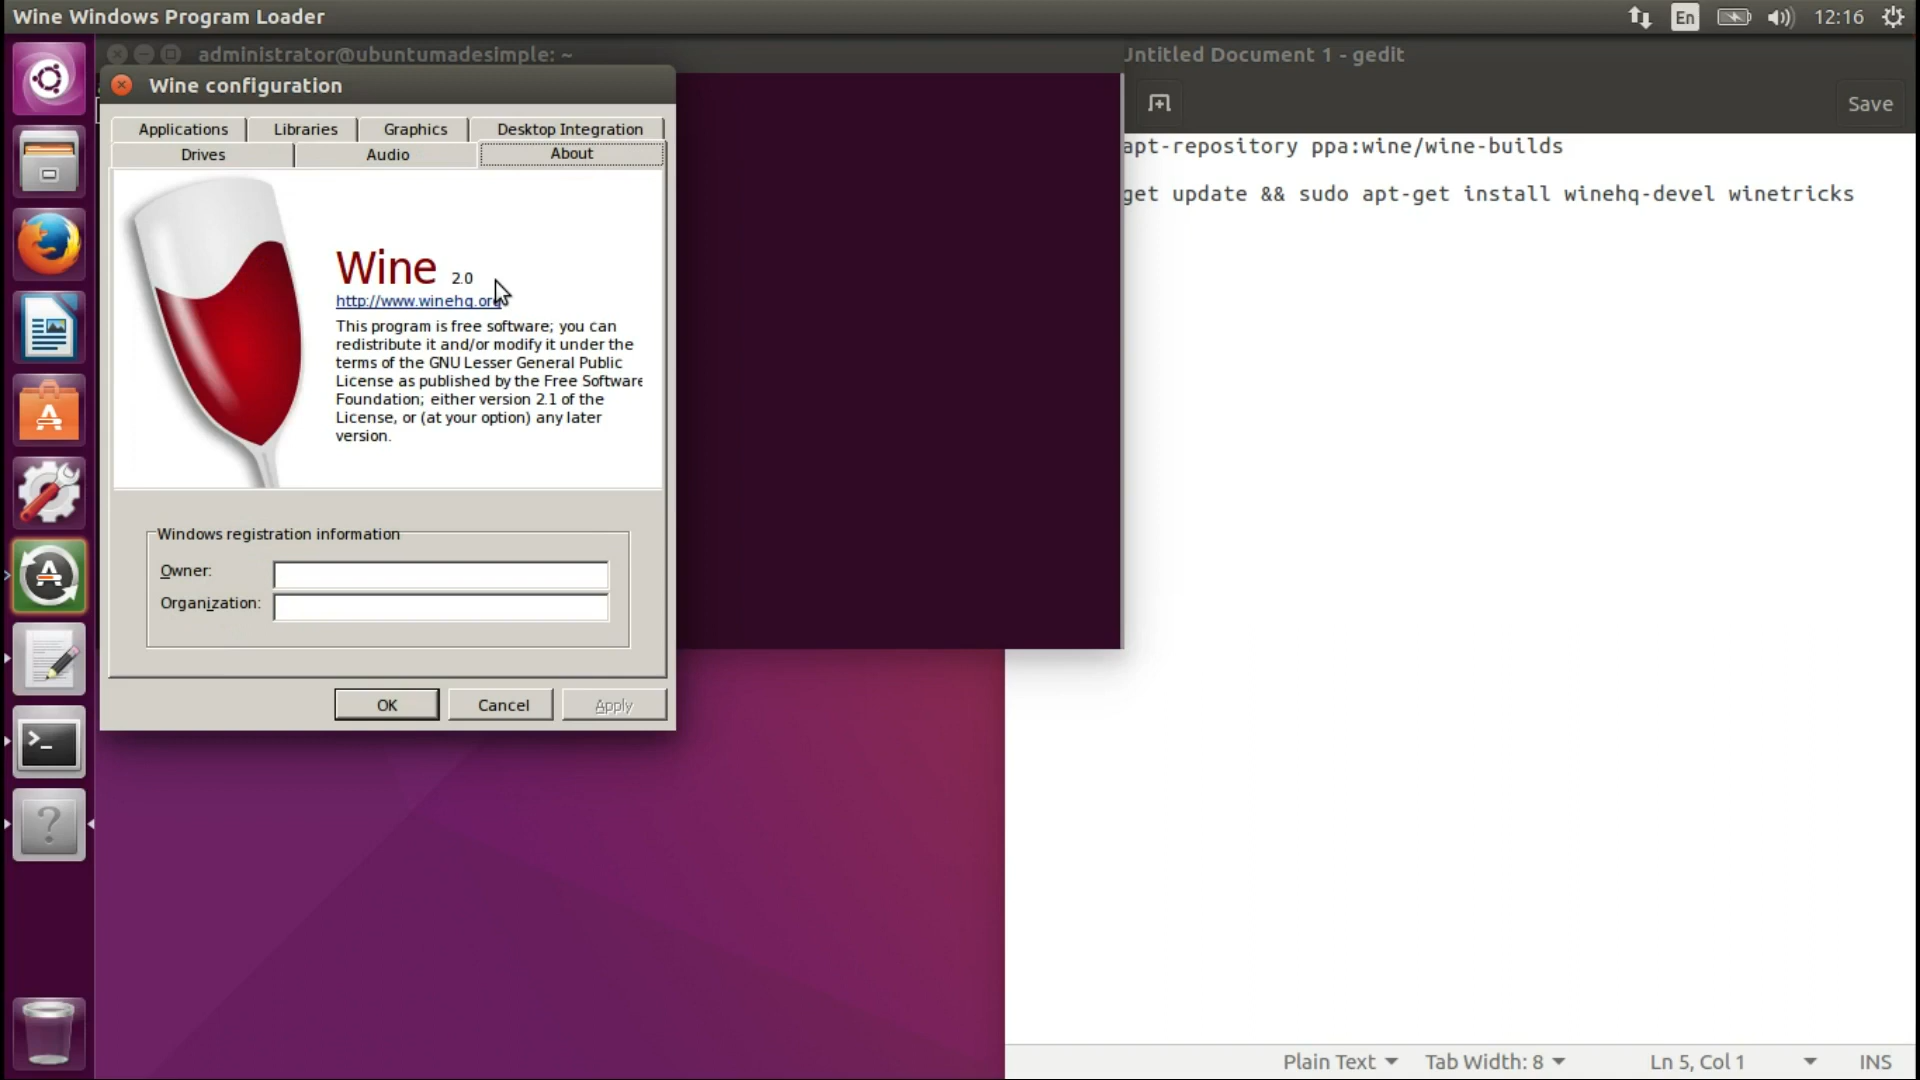 Wine Windows Program Loader
En
12:16
administrator@ubuntumadesimple: ~
Untitled Document 1 - gedit
Wine configuration
Save
Applications
Libraries
Graphics
Desktop Integration
Drives
Audio
About
apt-repository ppa:wine/wine-builds
get update && sudo apt-get install winehq-devel winetricks
Wine 2.0
http://www.winehq.org
This program is free software; you can
redistribute it and/or modify it under the
terms of the GNU Lesser General Public
License as published by the Free Software
Foundation; either version 2.1 of the
License, or (at your option) any later
version.
Windows registration information
Owner:
Organization:
OK
Cancel
Apply
Plain Text
Tab Width: 8
Ln 5, Col 1
INS